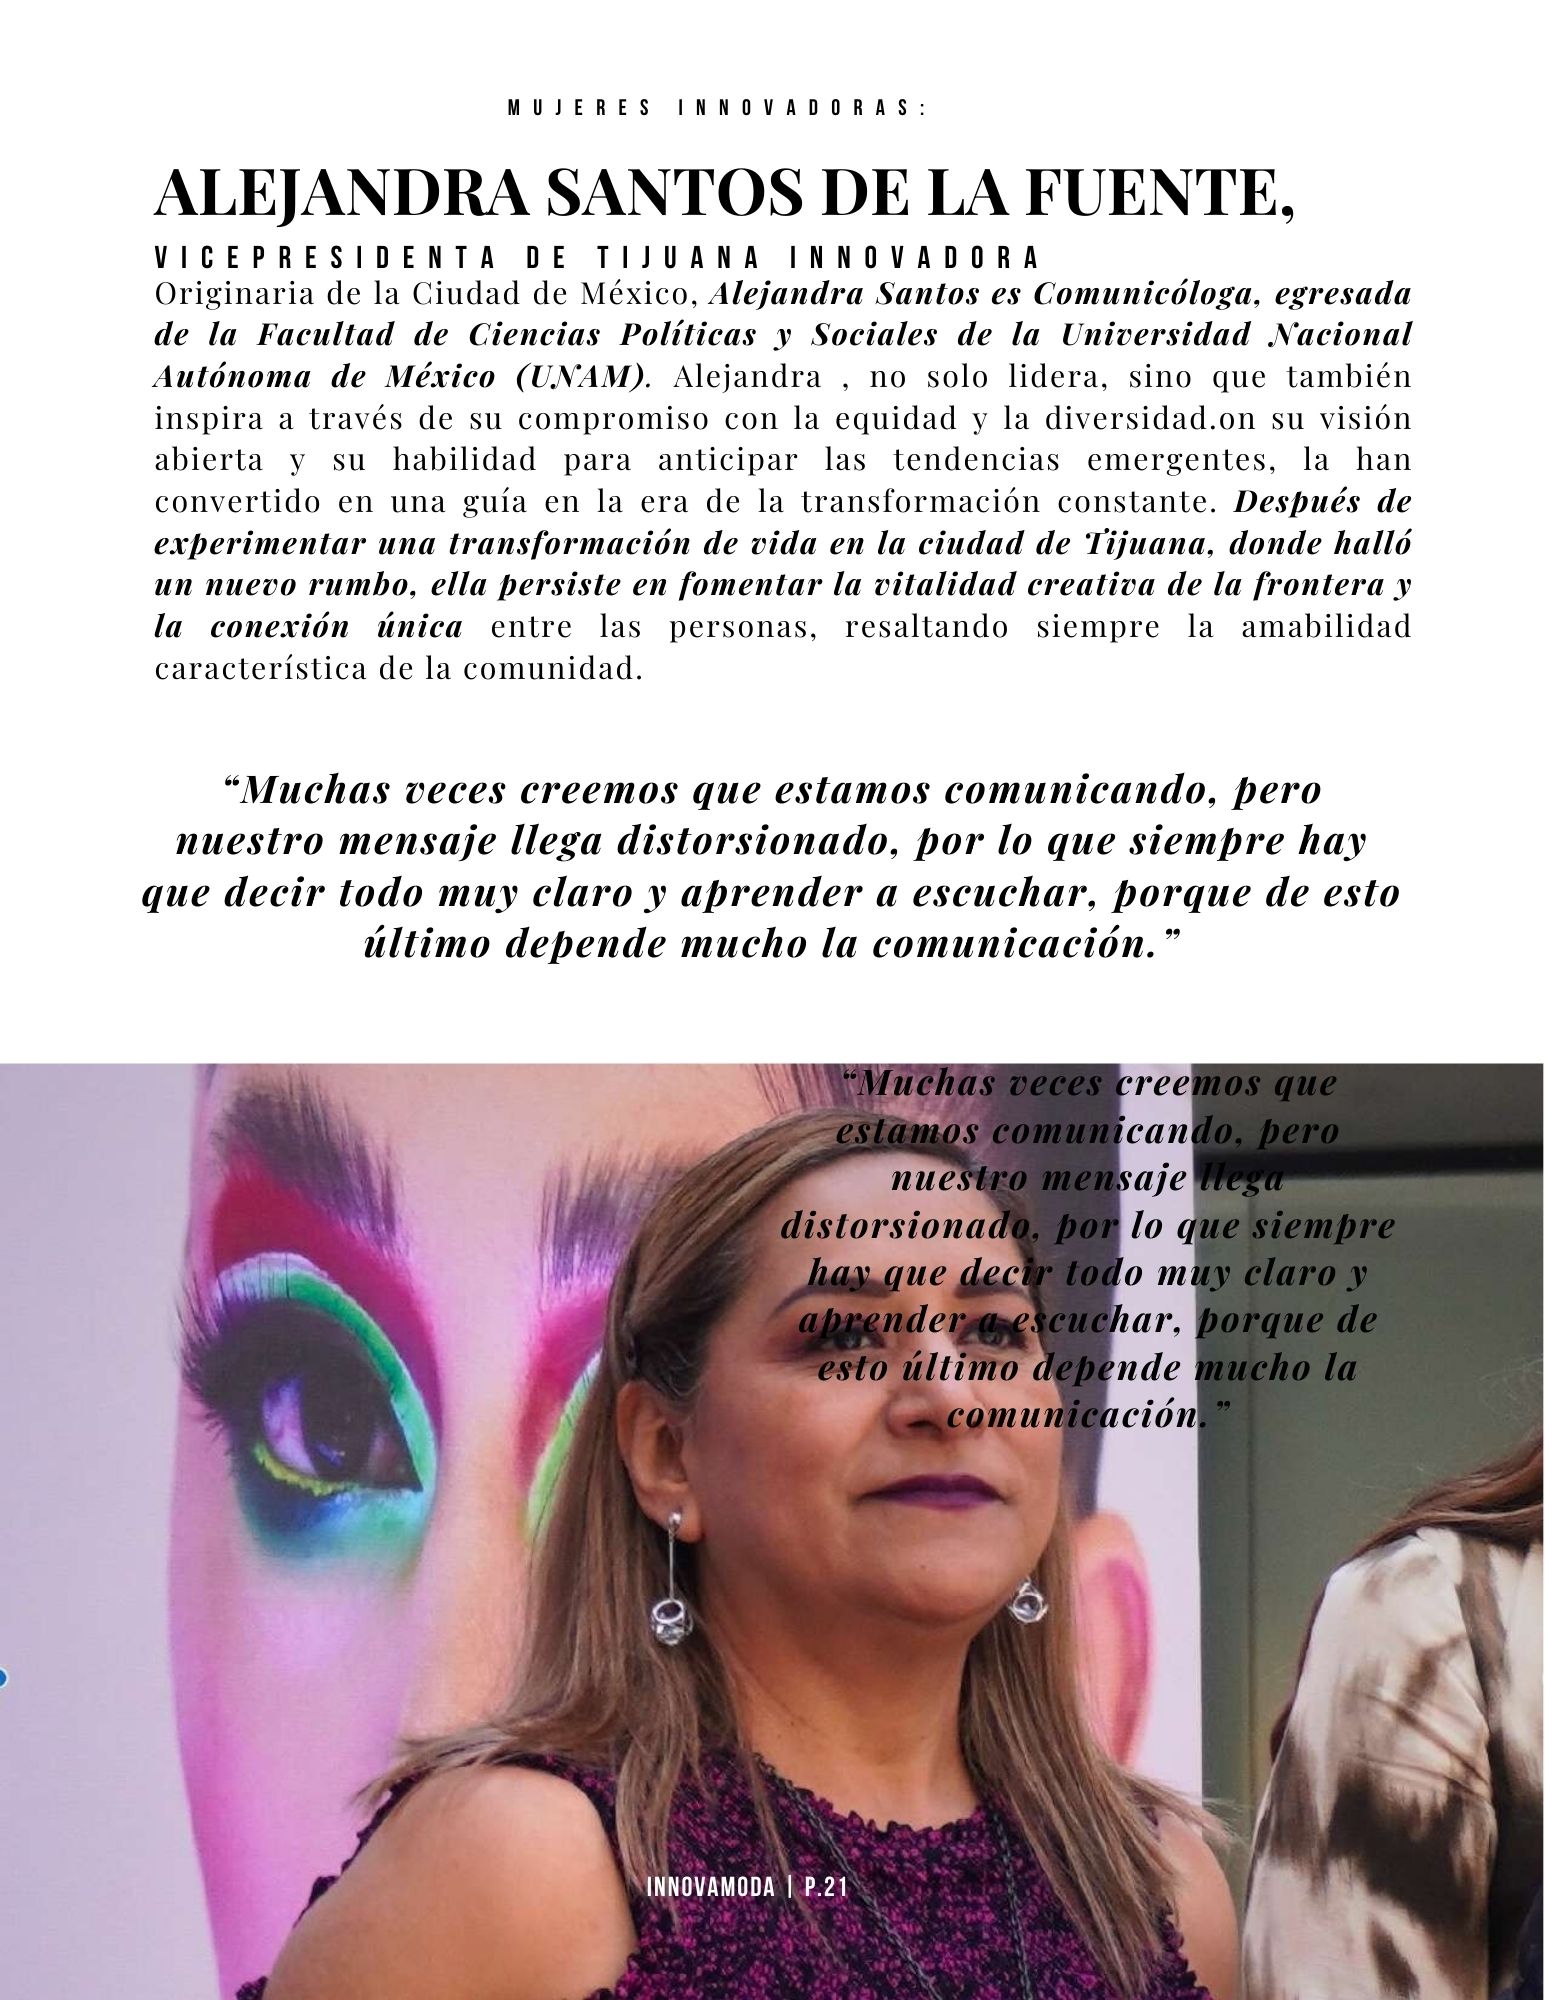 MUJERES INNOVADORAS:
ALEJANDRA SANTOS DE LA FUENTE,
VICEPRESIDENTA DE TIJUANA INNOVADORA
Originaria de la Ciudad de México, Alejandra Santos es Comunicóloga, egresada
de la Facultad de Ciencias Políticas y Sociales de la Universidad Nacional
Autónoma de México (UNAM). Alejandra , no solo lidera, sino que también
inspira a través de su compromiso con la equidad y la diversidad.on su visión
abierta y su habilidad para anticipar las tendencias emergentes, la han
convertido en una guía en la era de la transformación constante. Después de
experimentar una transformación de vida en la ciudad de Tijuana, donde halló
un nuevo rumbo, ella persiste en fomentar la vitalidad creativa de la frontera y
la conexión única entre las personas, resaltando siempre la amabilidad
característica de la comunidad.
“Muchas veces creemos que estamos comunicando, pero
nuestro mensaje llega distorsionado, por lo que siempre hay
que decir todo muy claro y aprender a escuchar, porque de esto
último depende mucho la comunicación.”
“Muchas veces creemos que
estamos comunicando, pero
nuestro mensaje llega
distorsionado, por lo que siempre
hay que decir todo muy claro y
aprender a escuchar, porque de
esto último depende mucho la
comunicación.”
INNOVAMODA | P.21